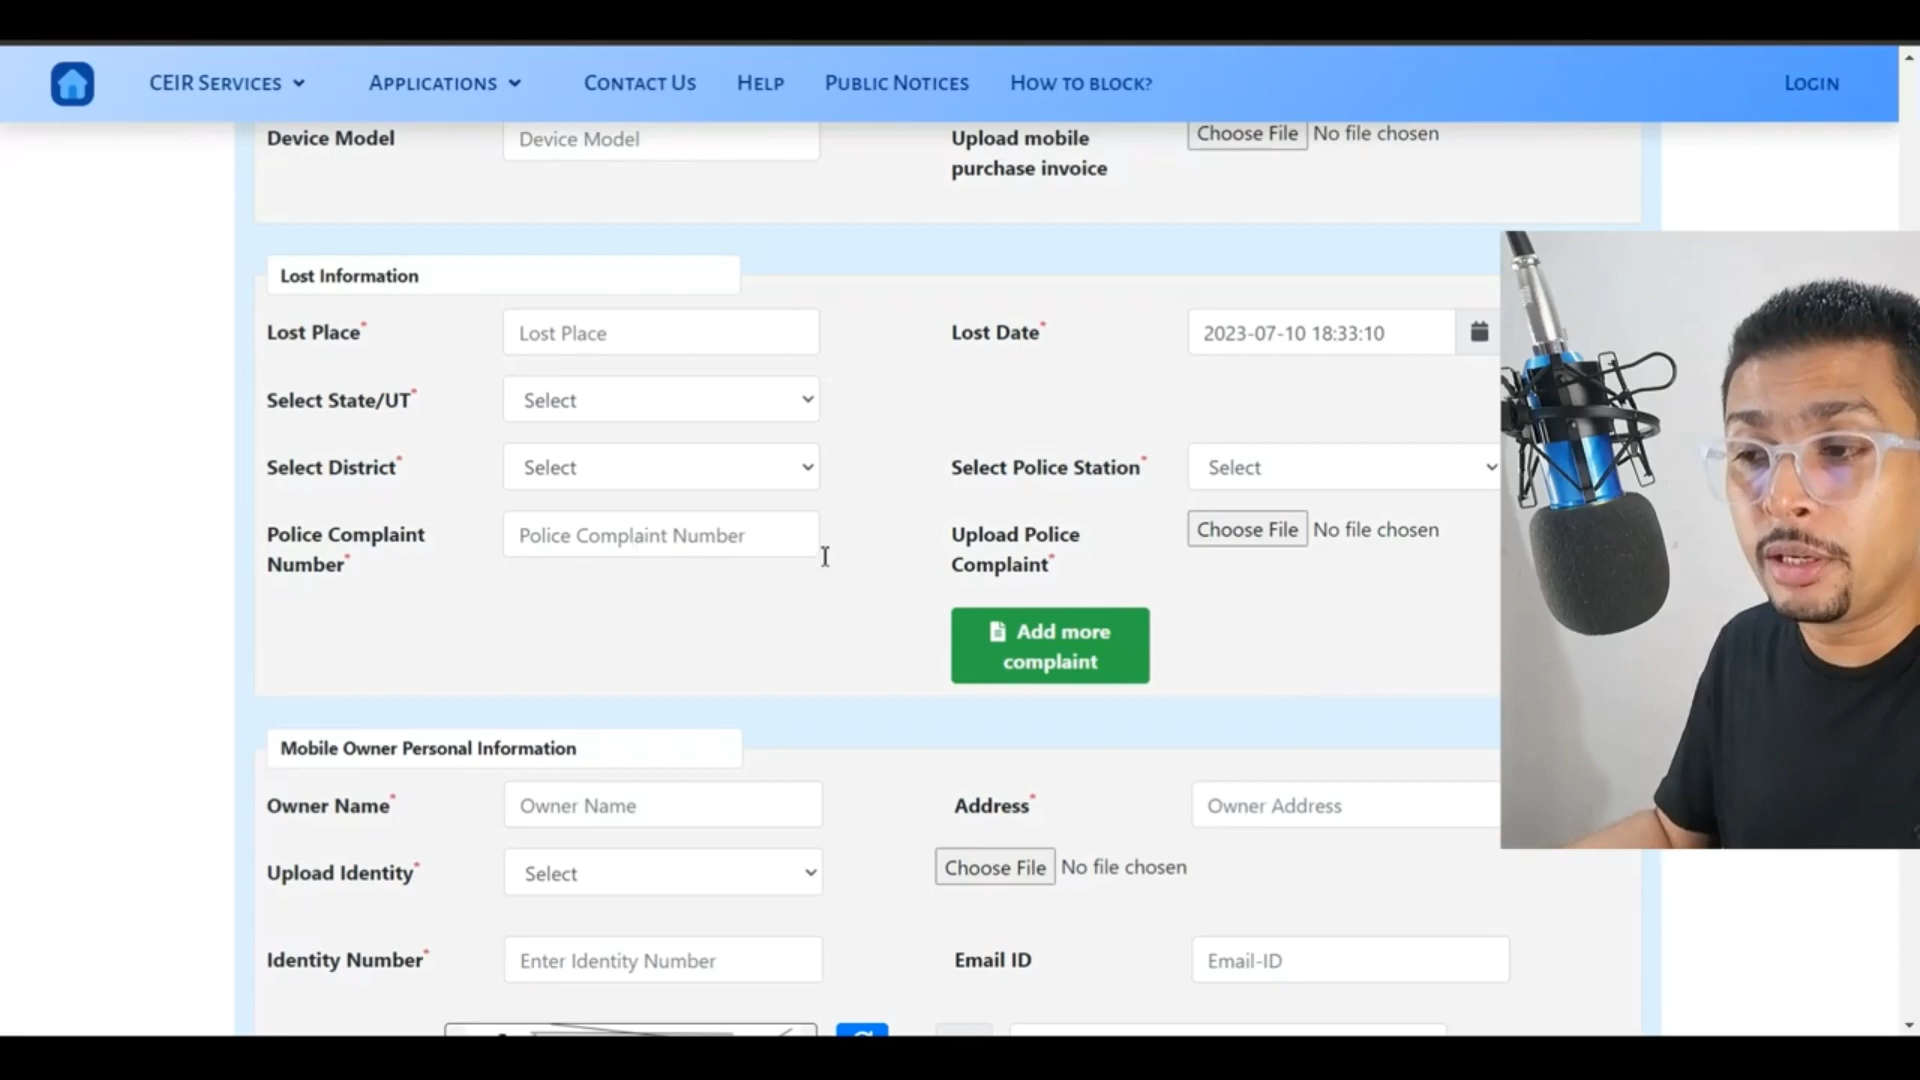 CEIR SERVICES
APPLICATIONS
CONTACT US
HELP
PUBLIC NOTICES
HOW TO BLOCK?
LOGIN
Device Model
Device Model
Upload mobile
purchase invoice
Choose File No file chosen
Lost Information
Lost Place*
Lost Place
Lost Date*
2023-07-10 18:33:10
Select State/UT*
Select
Select District*
Select
Select Police Station*
Select
Police Complaint
Number*
Police Complaint Number
Upload Police
Complaint*
Choose File No file chosen
Add more
complaint
Mobile Owner Personal Information
Owner Name*
Owner Name
Address*
Owner Address
Upload Identity*
Select
Choose File No file chosen
Identity Number*
Enter Identity Number
Email ID
Email-ID